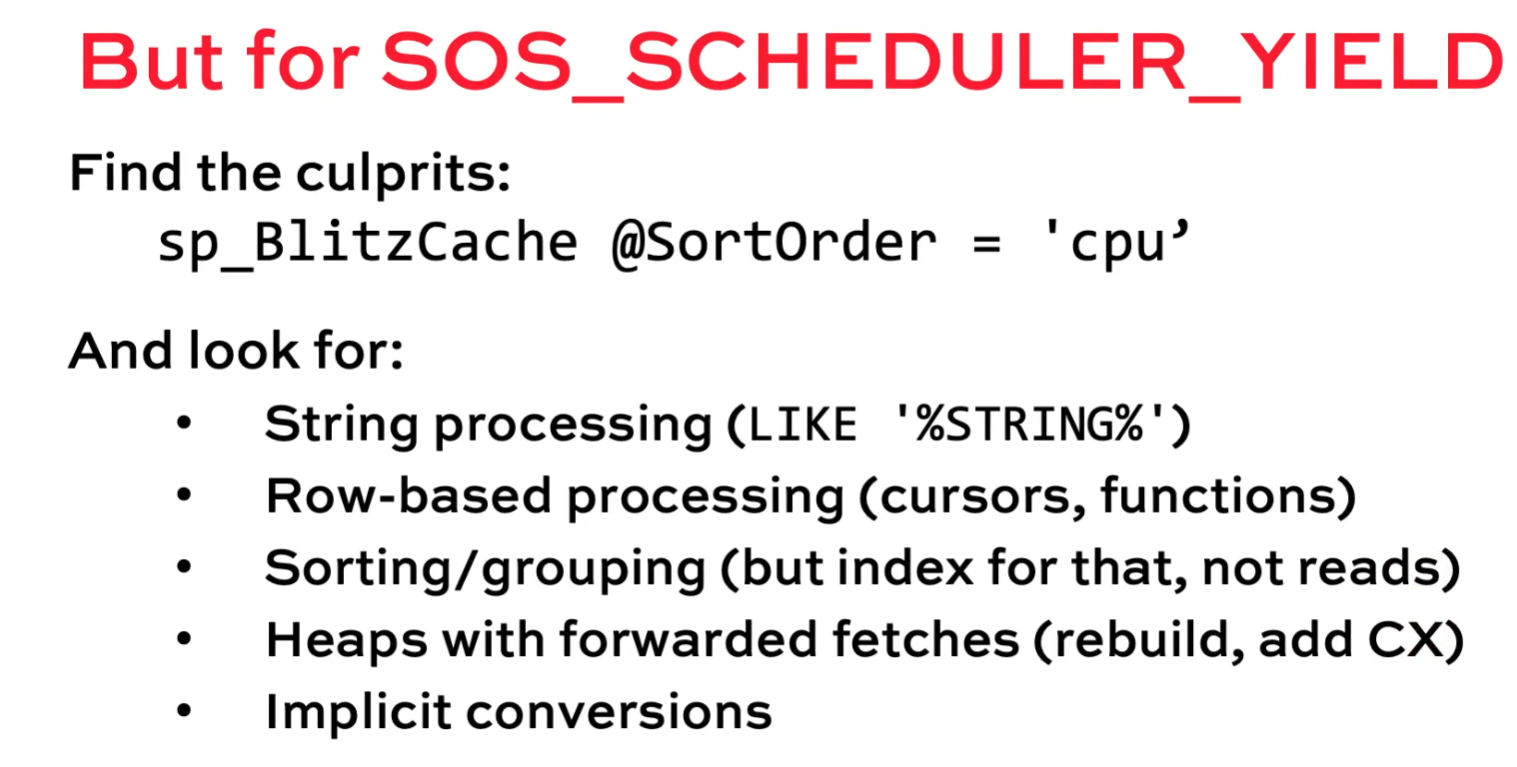 But for SOS_SCHEDULER_YIELD
Find the culprits:
sp_BlitzCache @SortOrder = 'cpu’
And look for:
• String processing (LIKE '%STRING%')
• Row-based processing (cursors, functions)
• Sorting/grouping (but index for that, not reads)
• Heaps with forwarded fetches (rebuild, add CX)
• Implicit conversions